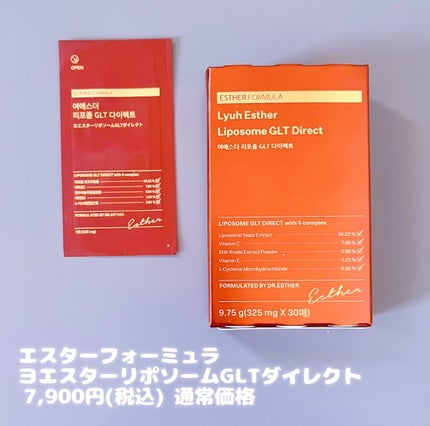 OPEN
ESTHER FORMULA
여에스더
리포좀 GLT 다이렉트
ヨエスターリポソームGLTダイレクト
LIPOSOME GLT DIRECT with 5 complex
FORMULATED BY DR.ESTHER
Esther
ESTHER FORMULA
Lyuh Esther
Liposome GLT Direct
여에스더 리포좀 GLT 다이렉트
LIPOSOME GLT DIRECT with 5 complex
Liposomal Yeast Extract 34.22 %
Vitamin C 7.69 %
Milk thistle Extract Powder
Vitamin E 1.23 %
L-Cysteine Monohydrochloride
FORMULATED BY DR.ESTHER
Esther
9.75 g(325 mg X 30매)
エスターフォーミュラ
ヨエスターリポソームGLTダイレクト
7,900円(税込) 通常価格